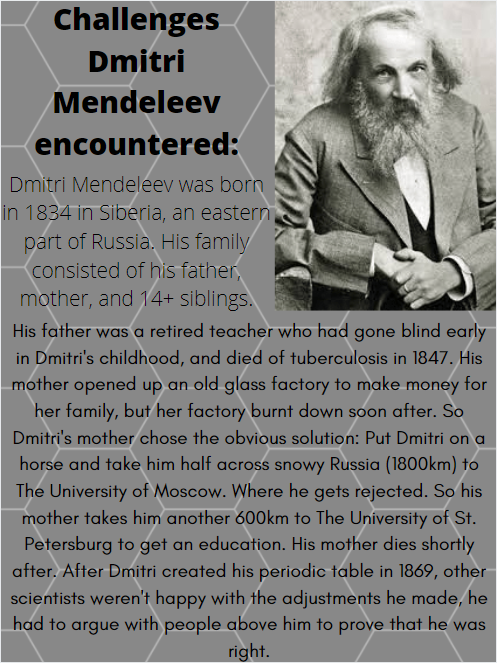 Challenges
Dmitri
Mendeleev
encountered:
Dmitri Mendeleev was born
in 1834 in Siberia, an eastern
part of Russia. His family
consisted of his father,
mother, and 14+ siblings.
His father was a retired teacher who had gone blind early
in Dmitri's childhood, and died of tuberculosis in 1847. His
mother opened up an old glass factory to make money for
her family, but her factory burnt down soon after. So
Dmitri's mother chose the obvious solution: Put Dmitri on a
horse and take him half across snowy Russia (1800km) to
The University of Moscow. Where he gets rejected. So his
mother takes him another 600km to The University of St.
Petersburg to get an education. His mother dies shortly
after. After Dmitri created his periodic table in 1869, other
scientists weren't happy with the adjustments he made, he
had to argue with people above him to prove that he was
right.